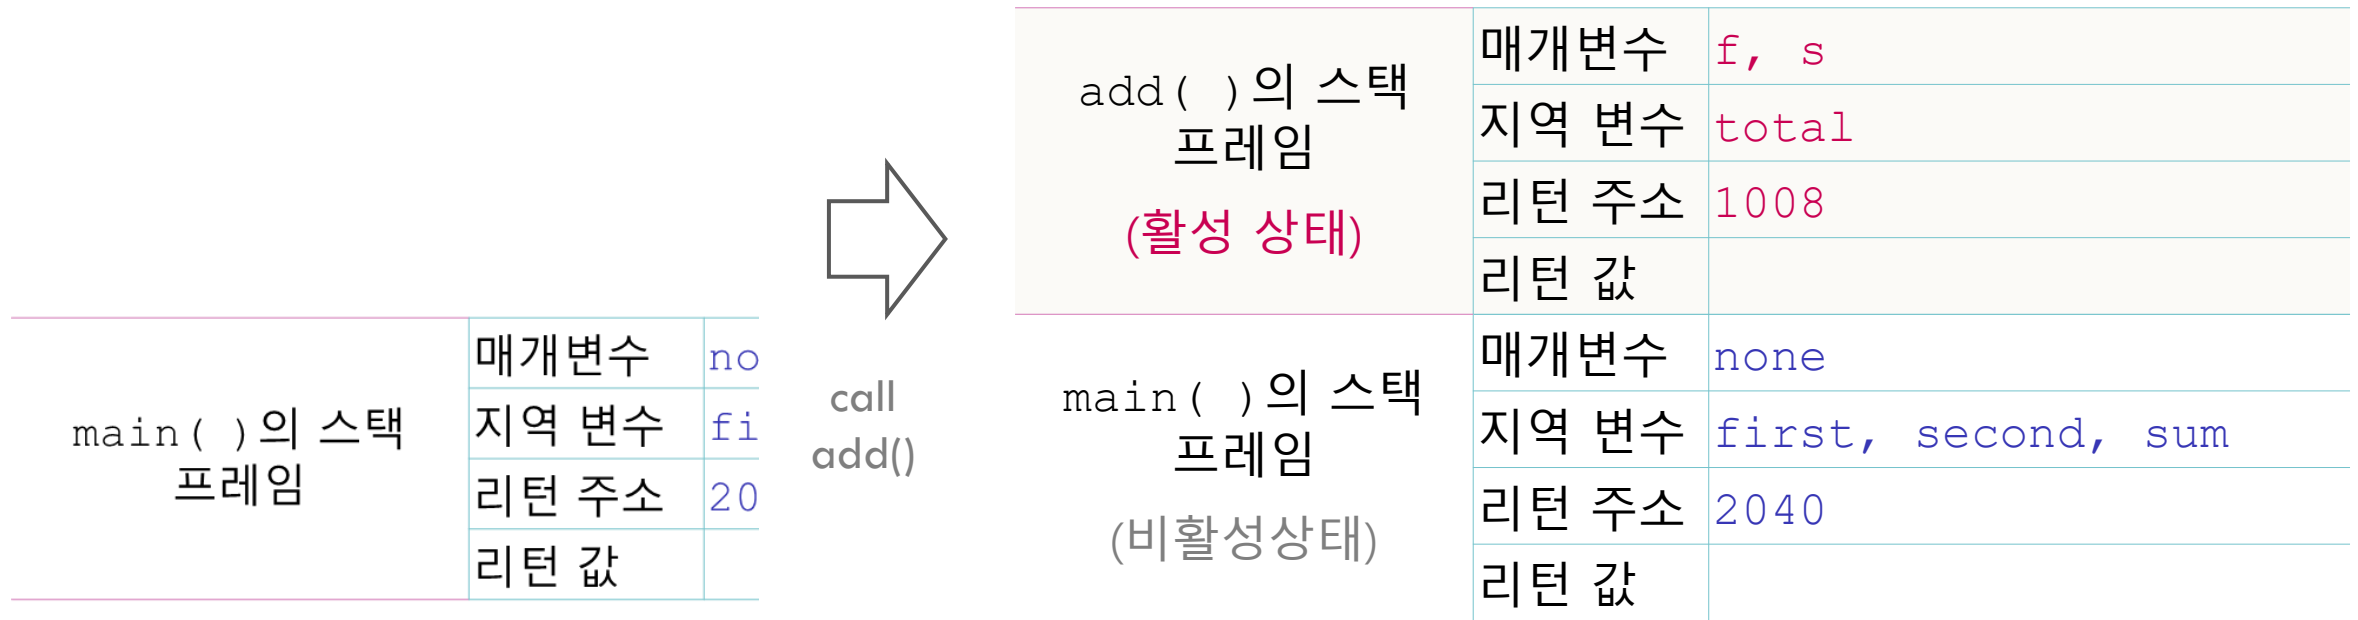 main( )의 스택
프레임
매개변수 no
지역 변수 fi
리턴 주소 20
리턴 값
call
add()
add( )의 스택
프레임
(활성 상태)
매개변수 f, s
지역 변수 total
리턴 주소 1008
리턴 값
main( )의 스택
프레임
(비활성상태)
매개변수 none
지역 변수 first, second, sum
리턴 주소 2040
리턴 값